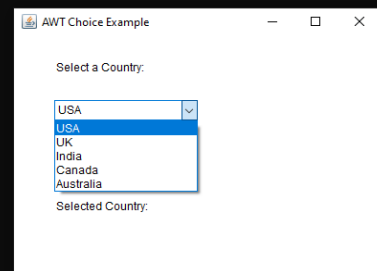 AWT Choice Example
Select a Country:
USA
USA
UK
India
Canada
Australia
Selected Country: